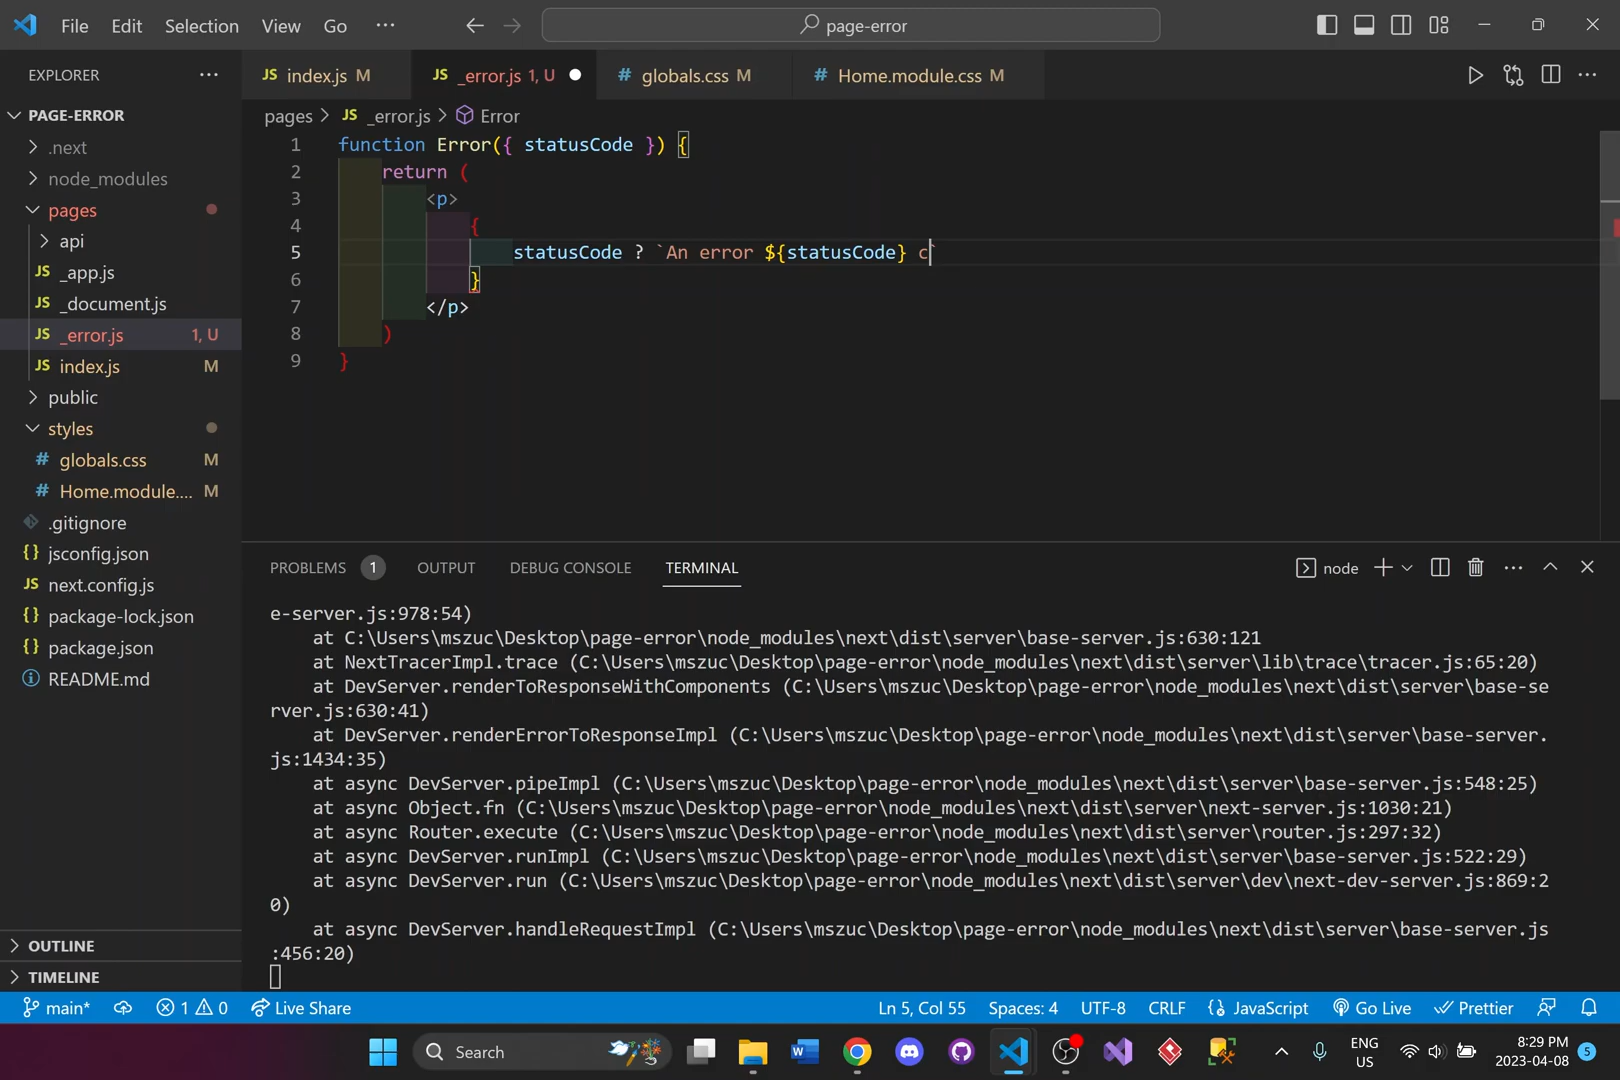 File Edit Selection View Go ···
page-error
EXPLORER ···
JS index.js M
JS _error.js 1, U
# globals.css M
# Home.module.css M
pages > JS _error.js > Error
PAGE-ERROR
.next
node_modules
pages
api
JS _app.js
JS _document.js
JS _error.js 1, U
JS index.js M
public
styles
# globals.css M
# Home.module.... M
.gitignore
{} jsconfig.json
JS next.config.js
{} package-lock.json
{} package.json
README.md
OUTLINE
TIMELINE
1 function Error({ statusCode }) {
2 return (
3 <p>
4 {
5 statusCode ? `An error ${statusCode} c`
6 }
7 </p>
8 )
9 }
PROBLEMS 1 OUTPUT DEBUG CONSOLE TERMINAL
node
e-server.js:978:54)
at C:\Users\mszuc\Desktop\page-error\node_modules\next\dist\server\base-server.js:630:121
at NextTracerImpl.trace (C:\Users\mszuc\Desktop\page-error\node_modules\next\dist\server\lib\trace\tracer.js:65:20)
at DevServer.renderToResponseWithComponents (C:\Users\mszuc\Desktop\page-error\node_modules\next\dist\server\base-se
rver.js:630:41)
at DevServer.renderErrorToResponseImpl (C:\Users\mszuc\Desktop\page-error\node_modules\next\dist\server\base-server.
js:1434:35)
at async DevServer.pipeImpl (C:\Users\mszuc\Desktop\page-error\node_modules\next\dist\server\base-server.js:548:25)
at async Object.fn (C:\Users\mszuc\Desktop\page-error\node_modules\next\dist\server\next-server.js:1030:21)
at async Router.execute (C:\Users\mszuc\Desktop\page-error\node_modules\next\dist\server\router.js:297:32)
at async DevServer.runImpl (C:\Users\mszuc\Desktop\page-error\node_modules\next\dist\server\base-server.js:522:29)
at async DevServer.run (C:\Users\mszuc\Desktop\page-error\node_modules\next\dist\server\dev\next-dev-server.js:869:2
0)
at async DevServer.handleRequestImpl (C:\Users\mszuc\Desktop\page-error\node_modules\next\dist\server\base-server.js
:456:20)
main* 1 0 Live Share Ln 5, Col 55 Spaces: 4 UTF-8 CRLF {} JavaScript Go Live Prettier
Search
ENG
US
8:29 PM
2023-04-08
5